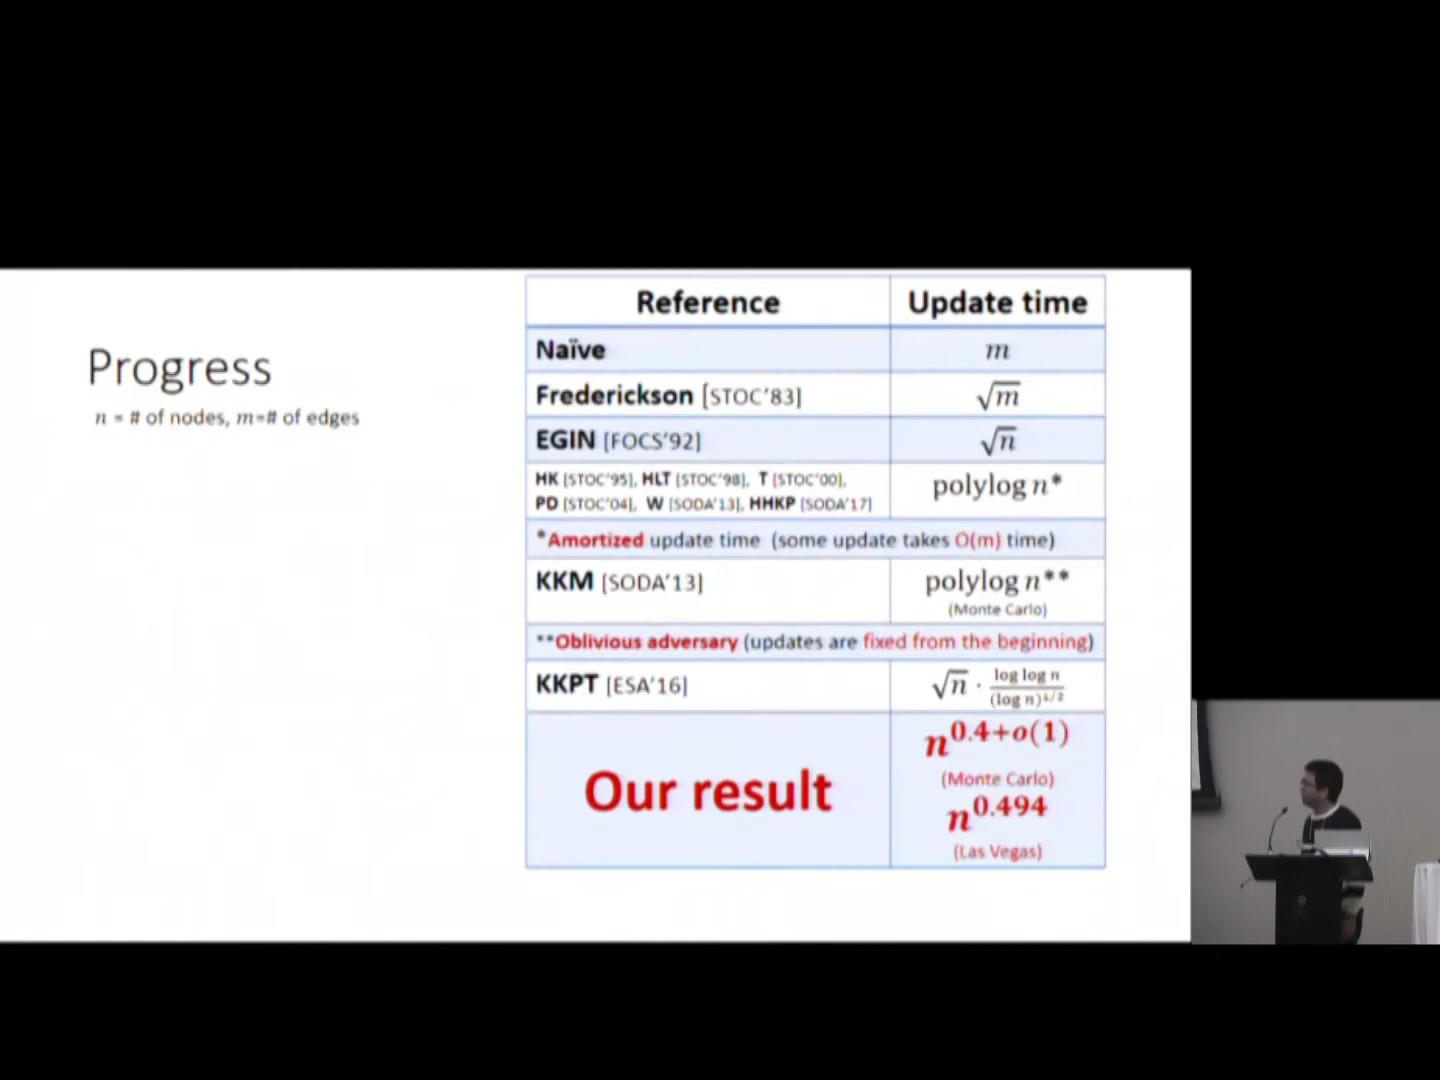 Progress
n = # of nodes, m=# of edges
Reference Update time
Naïve m
Frederickson [STOC'83] √m
EGIN [FOCS'92] √n
HK [STOC'95], HLT [STOC'98], T [STOC'00],
PD [STOC'04], W [SODA'13], HHKP [SODA'17] polylog n*
*Amortized update time (some update takes O(m) time)
KKM [SODA'13] polylog n**
(Monte Carlo)
**Oblivious adversary (updates are fixed from the beginning)
KKPT [ESA'16] √n · log log n / (log n)^1/2
Our result
n^0.4+o(1)
(Monte Carlo)
n^0.494
(Las Vegas)